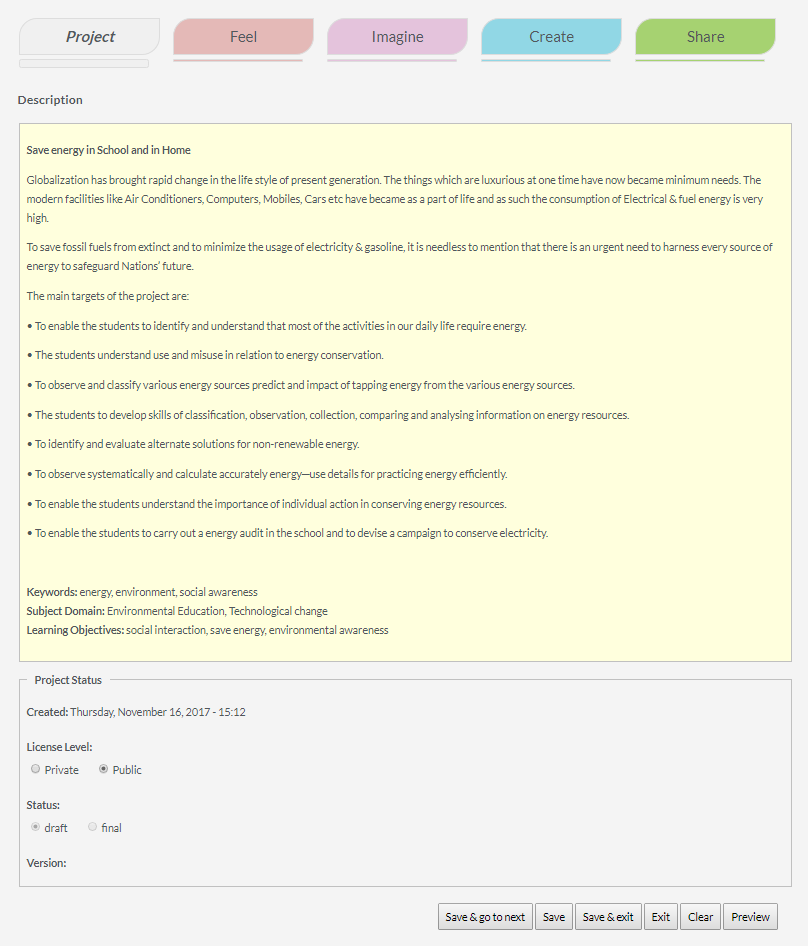 Project Feel Imagine Create Share
Description
Save energy in School and in Home
Globalization has brought rapid change in the life style of present generation. The things which are luxurious at one time have now became minimum needs. The
modern facilities like Air Conditioners, Computers, Mobiles, Cars etc have became as a part of life and as such the consumption of Electrical & fuel energy is very
high.
To save fossil fuels from extinct and to minimize the usage of electricity & gasoline, it is needless to mention that there is an urgent need to harness every source of
energy to safeguard Nations' future.
The main targets of the project are:
• To enable the students to identify and understand that most of the activities in our daily life require energy.
• The students understand use and misuse in relation to energy conservation.
• To observe and classify various energy sources predict and impact of tapping energy from the various energy sources.
• The students to develop skills of classification, observation, collection, comparing and analysing information on energy resources.
• To identify and evaluate alternate solutions for non-renewable energy.
• To observe systematically and calculate accurately energy—use details for practicing energy efficiently.
• To enable the students understand the importance of individual action in conserving energy resources.
• To enable the students to carry out a energy audit in the school and to devise a campaign to conserve electricity.
Keywords: energy, environment, social awareness
Subject Domain: Environmental Education, Technological change
Learning Objectives: social interaction, save energy, environmental awareness
Project Status
Created: Thursday, November 16, 2017 - 15:12
License Level:
Private Public
Status:
draft final
Version:
Save & go to next Save Save & exit Exit Clear Preview